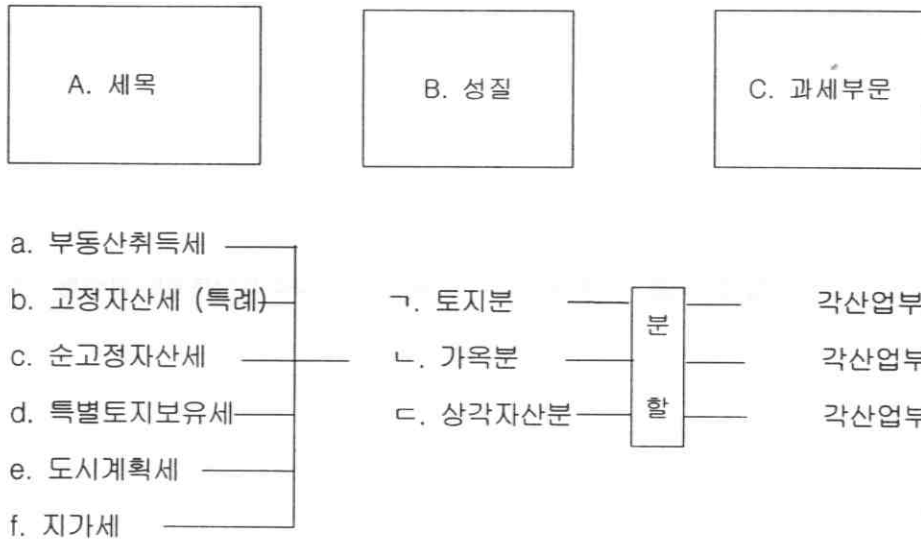 A. 세목 B. 성질 C. 과세부문
a. 부동산취득세
b. 고정자산세 (특례) ㄱ. 토지분 분 각산업부
c. 순고정자산세 ㄴ. 가옥분 각산업부
d. 특별토지보유세 ㄷ. 상각자산분 할 각산업부
e. 도시계획세
f. 지가세